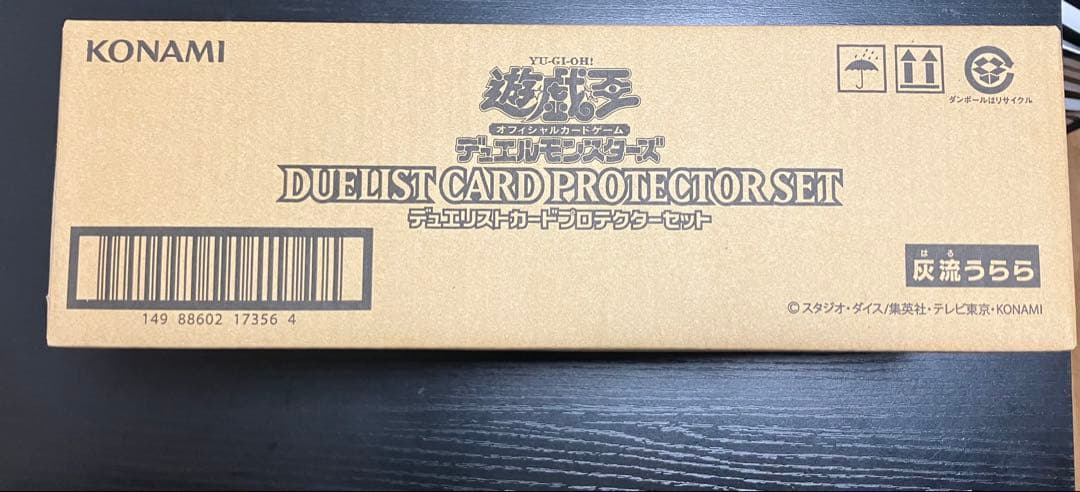 KONAMI
YU-GI-OH!
遊戯王
オフィシャルカードゲーム
デュエルモンスターズ
DUELIST CARD PROTECTOR SET
デュエリストカードプロテクターセット
ダンボールはリサイクル
はる
灰流うらら
149 88602 17356 4
©スタジオ・ダイス/集英社・テレビ東京・KONAMI